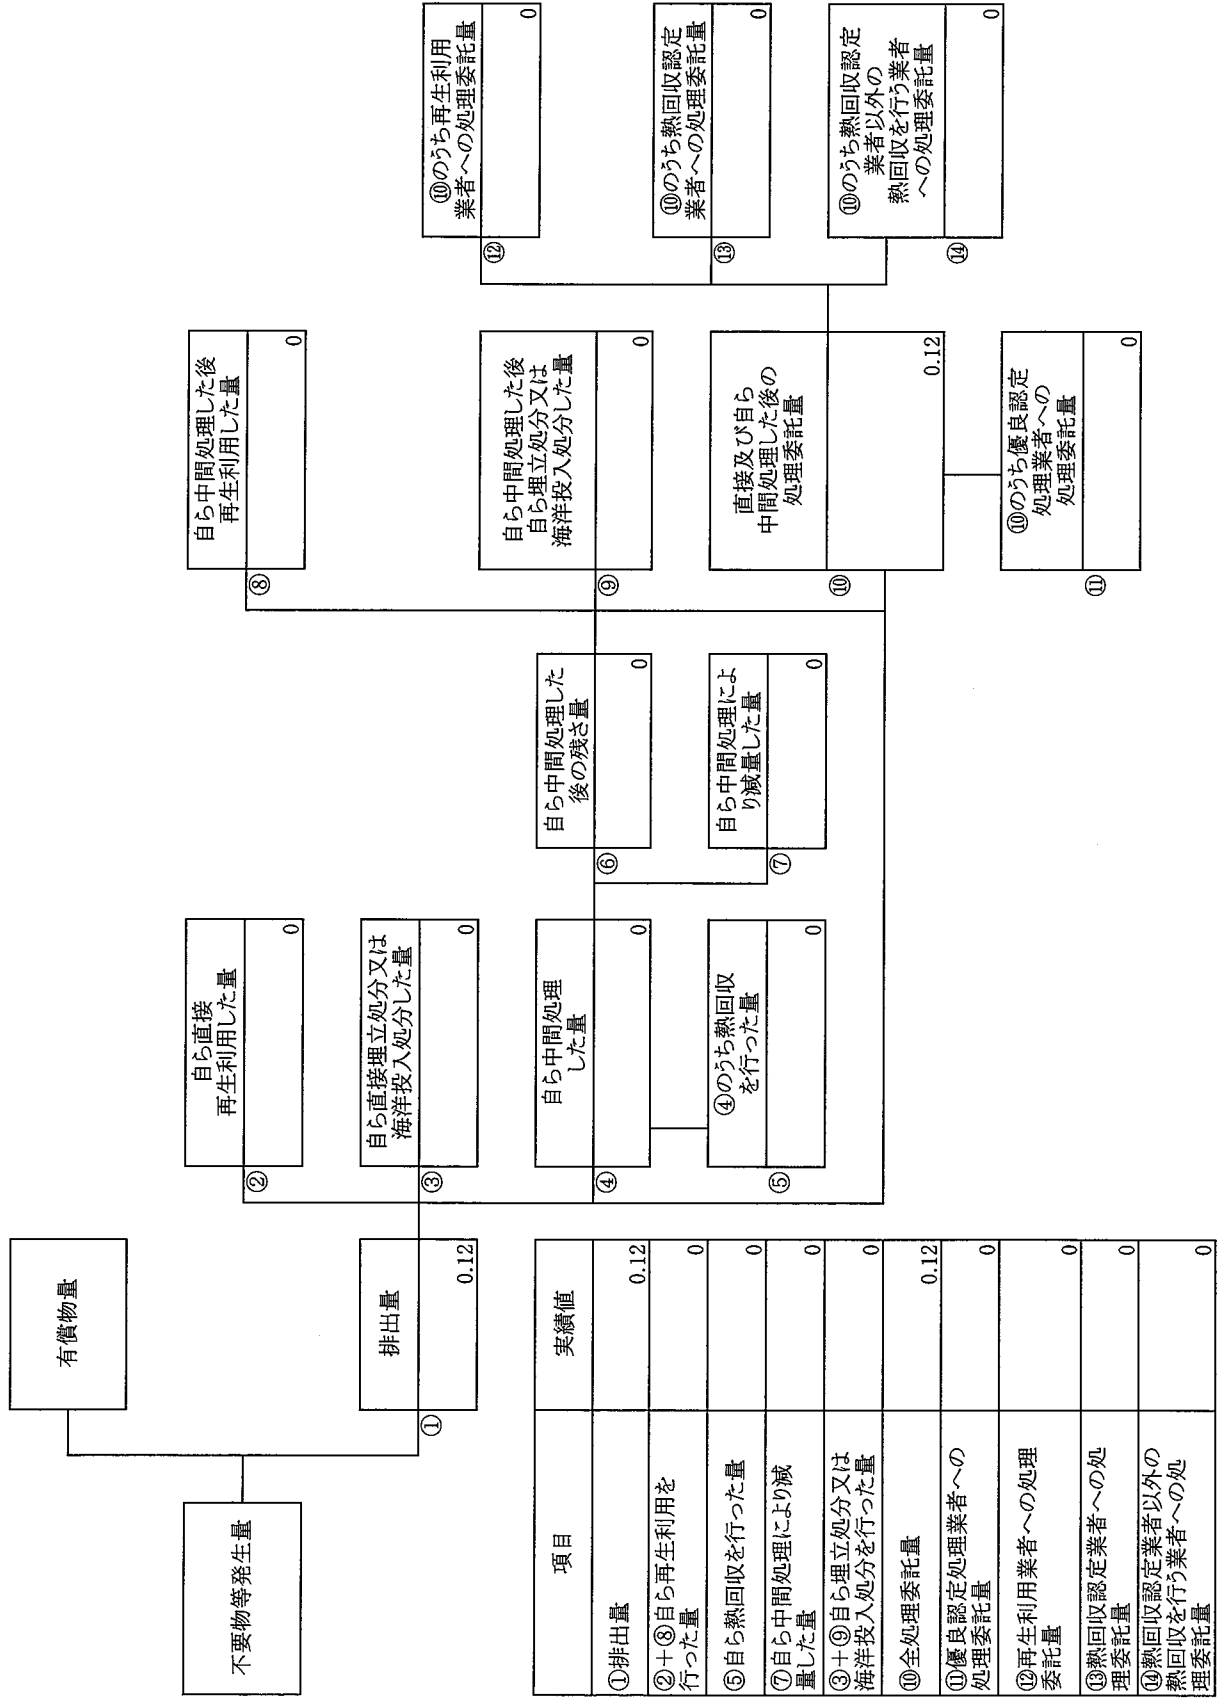 不要物等発生量
有償物量
①
排出量
0.12
②
自ら直接
再生利用した量
0
③
自ら直接埋立処分又は
海洋投入処分した量
0
④
自ら中間処理
した量
0
⑤
④のうち熱回収
を行った量
0
⑥
自ら中間処理した
後の残さ量
0
⑦
自ら中間処理によ
り減量した量
0
⑧
自ら中間処理した後
再生利用した量
0
⑨
自ら中間処理した後
自ら埋立処分又は
海洋投入処分した量
0
⑩
直接及び自ら
中間処理した後の
処理委託量
0.12
⑪
⑩のうち優良認定
処理業者への
処理委託量
0
⑫
⑩のうち再生利用
業者への処理委託量
0
⑬
⑩のうち熱回収認定
業者への処理委託量
0
⑭
⑩のうち熱回収認定
業者以外の
熱回収を行う業者
への処理委託量
0
項目 実績値
①排出量 0.12
②+⑧自ら再生利用を
行った量 0
⑤自ら熱回収を行った量 0
⑦自ら中間処理により減
量した量 0
③+⑨自ら埋立処分又は
海洋投入処分を行った量 0
⑩全処理委託量 0.12
⑪優良認定処理業者への
処理委託量 0
⑫再生利用業者への処理
委託量 0
⑬熱回収認定業者への処
理委託量 0
⑭熱回収認定業者以外の
熱回収を行う業者への処
理委託量 0